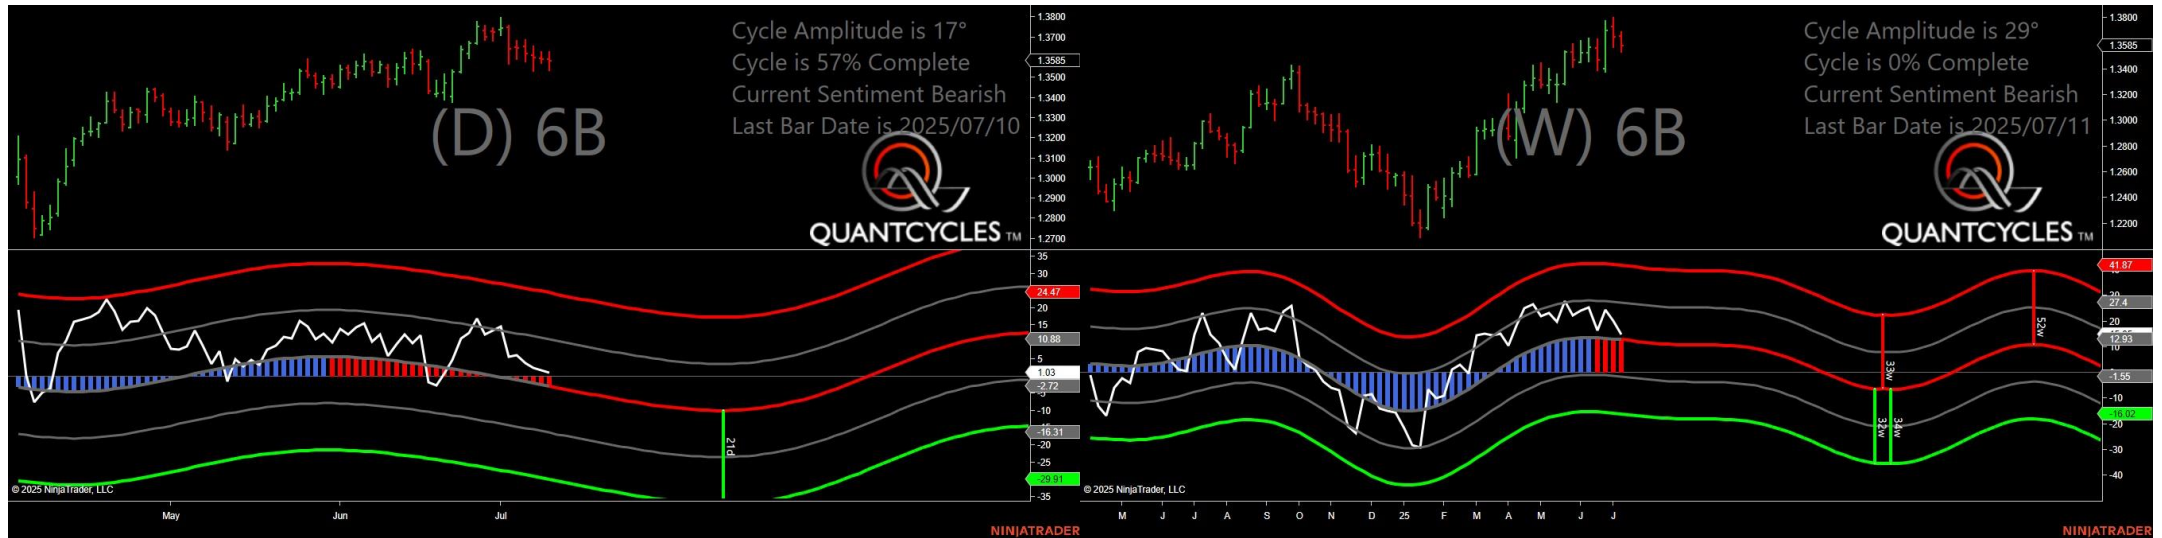 Cycle Amplitude is 17°
Cycle is 57% Complete
Current Sentiment Bearish
Last Bar Date is 2025/07/10
(D) 6B
QUANTCYCLES TM
1.3800
1.3700
1.3585
1.3500
1.3400
1.3300
1.3200
1.3100
1.3000
1.2900
1.2800
1.2700
35
30
24.47
20
15
10.88
5
1.03
-2.72
-10
-16.31
-20
-25
-29.91
-35
21d
© 2025 NinjaTrader, LLC
May
Jun
Jul
NINJATRADER
Cycle Amplitude is 29°
Cycle is 0% Complete
Current Sentiment Bearish
Last Bar Date is 2025/07/11
(W) 6B
QUANTCYCLES TM
1.3800
1.3585
1.3400
1.3200
1.3000
1.2800
1.2600
1.2400
1.2200
41.87
27.4
20
12.93
-1.55
-10
-16.02
-20
-30
-40
52w
33w
32w
34w
© 2025 NinjaTrader, LLC
M
J
J
A
S
O
N
D
25
F
M
A
M
J
J
NINJATRADER